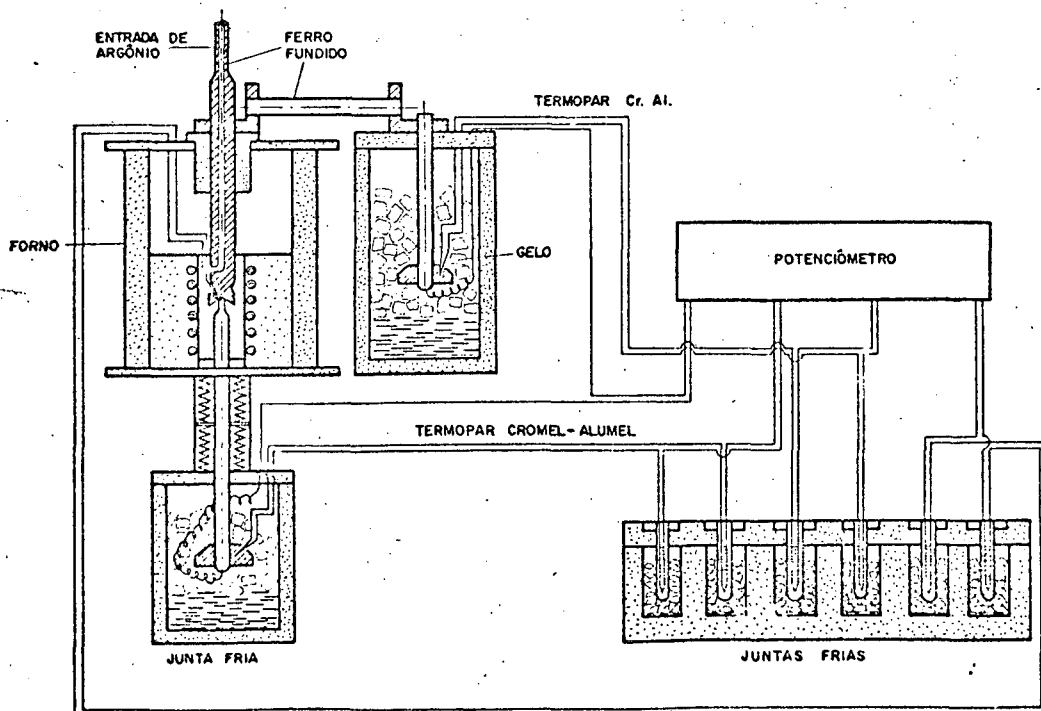 ENTRADA DE
ARGÔNIO
FERRO
FUNDIDO
TERMOPAR Cr. Al.
FORNO
GELO
POTENCIÔMETRO
TERMOPAR CROMEL-ALUMEL
JUNTA FRIA
JUNTAS FRIAS